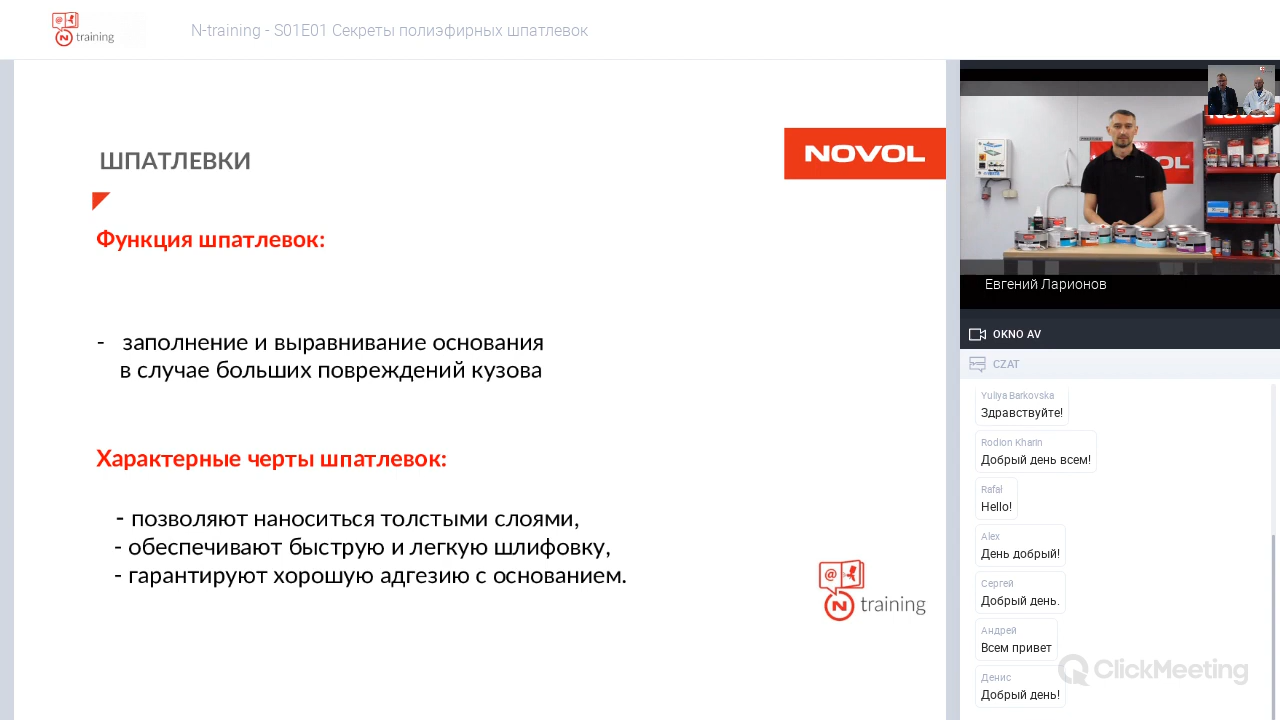 @
N
training
N-training - S01E01 Секреты полиэфирных шпатлевок
ШПАТЛЕВКИ
NOVOL
Функция шпатлевок:
- заполнение и выравнивание основания
в случае больших повреждений кузова
Характерные черты шпатлевок:
- позволяют наноситься толстыми слоями,
- обеспечивают быструю и легкую шлифовку,
- гарантируют хорошую адгезию с основанием.
@
N
training
NOVOL
Евгений Ларионов
OKNO AV
CZAT
Yuliya Barkovska
Здравствуйте!
Rodion Kharin
Добрый день всем!
Rafał
Hello!
Alex
День добрый!
Сергей
Добрый день.
Андрей
Всем привет
Денис
Добрый день!
ClickMeeting